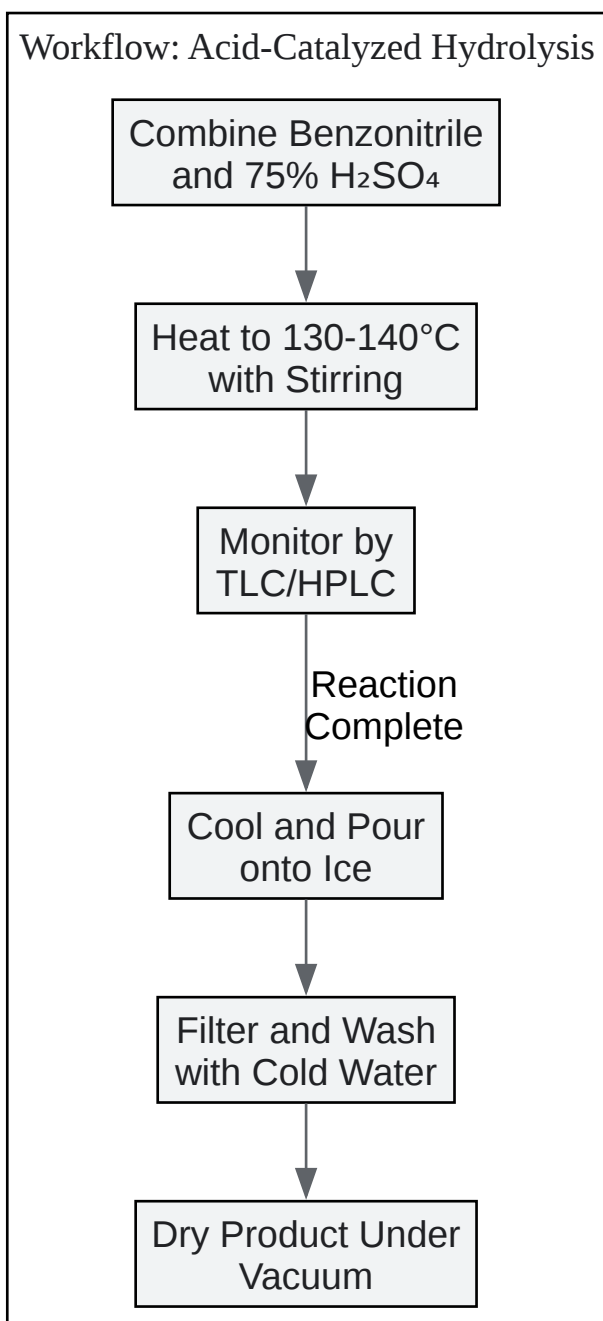 Workflow: Acid-Catalyzed Hydrolysis
Combine Benzonitrile
and 75% H₂SO₄
Heat to 130-140°C
with Stirring
Monitor by
TLC/HPLC
Reaction
Complete
Cool and Pour
onto Ice
Filter and Wash
with Cold Water
Dry Product Under
Vacuum